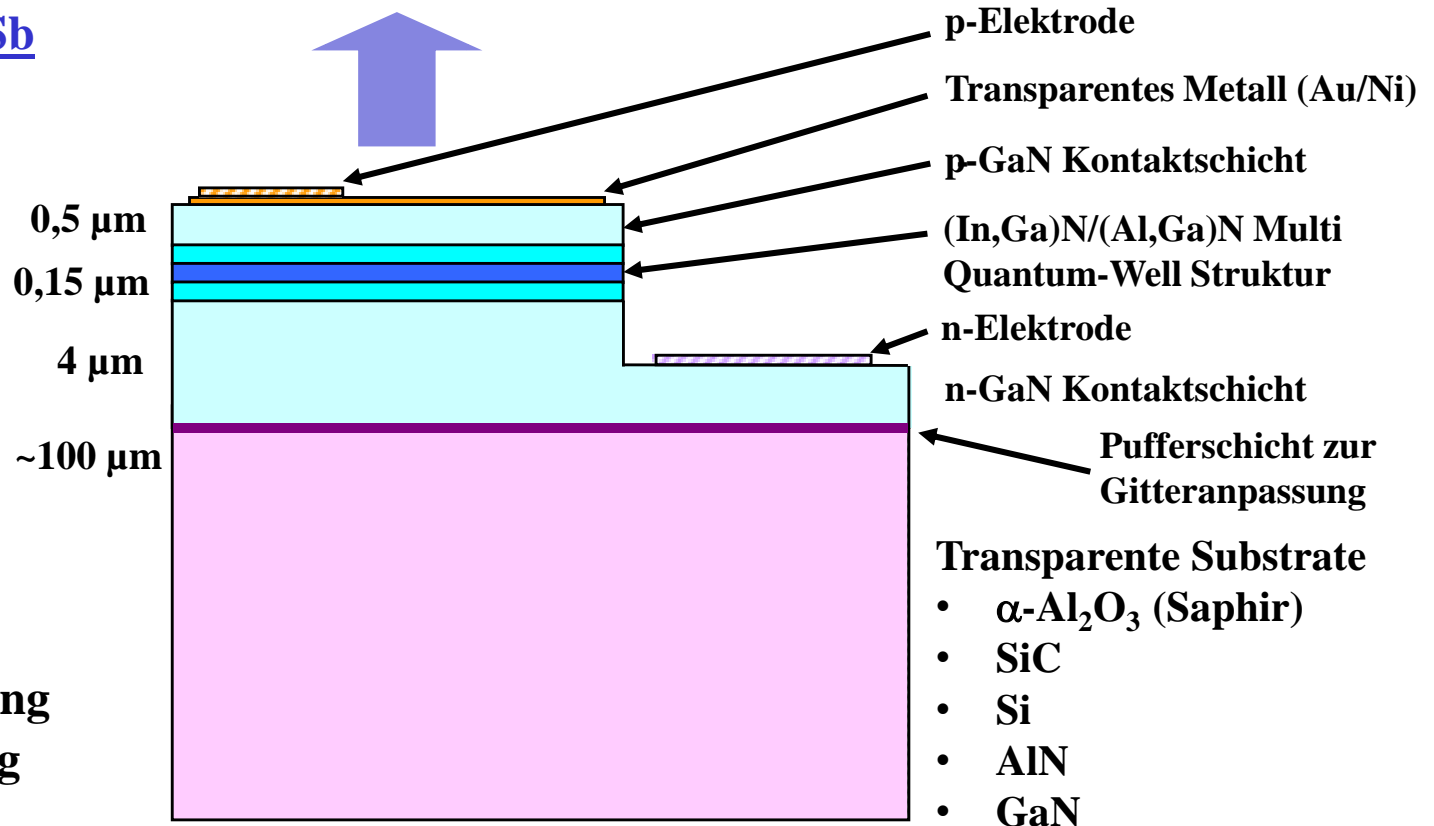 Sb
p-Elektrode
Transparentes Metall (Au/Ni)
p-GaN Kontaktschicht
(In,Ga)N/(Al,Ga)N Multi
Quantum-Well Struktur
n-Elektrode
n-GaN Kontaktschicht
Pufferschicht zur
Gitteranpassung
0,5 µm
0,15 µm
4 µm
~100 µm
Transparente Substrate
• α-Al₂O₃ (Saphir)
• SiC
• Si
• AlN
• GaN
ng
g